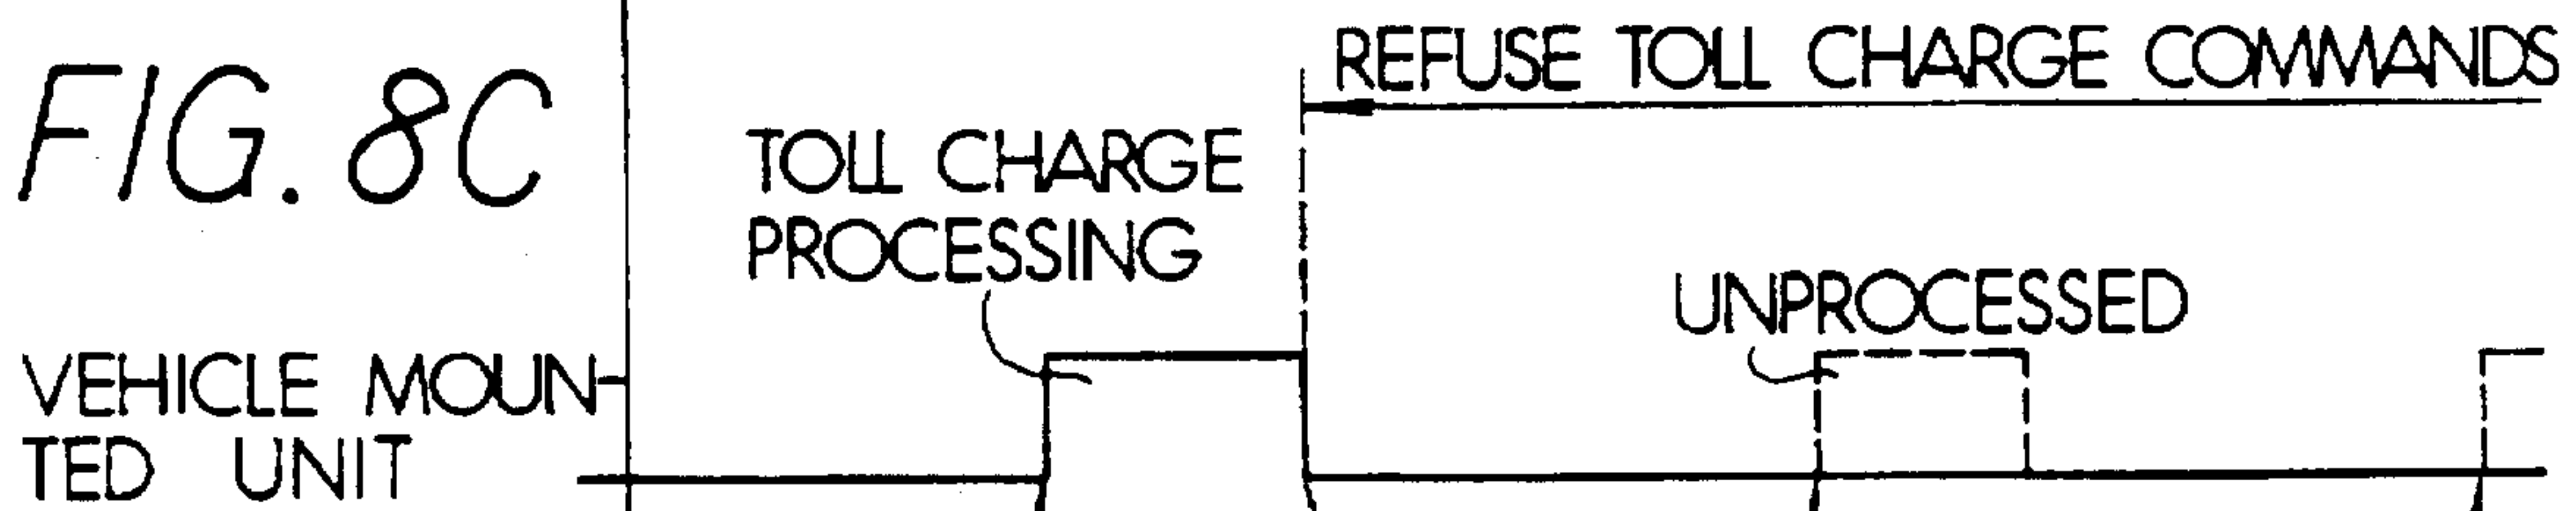 FIG. 8C
REFUSE TOLL CHARGE COMMANDS
TOLL CHARGE
PROCESSING
UNPROCESSED
VEHICLE MOUN-
TED UNIT